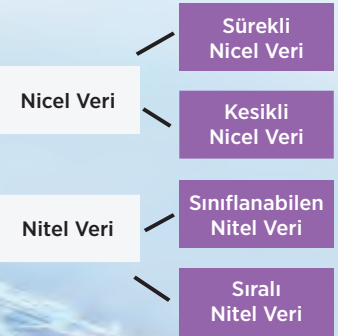 Sürekli
Nicel Veri
Nicel Veri
Kesikli
Nicel Veri
Sınıflanabilen
Nitel Veri
Nitel Veri
Sıralı
Nitel Veri